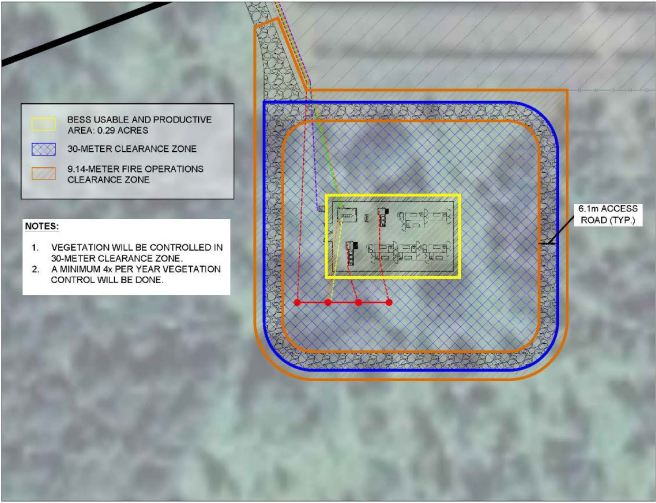 BESS USABLE AND PRODUCTIVE
AREA: 0.29 ACRES
30-METER CLEARANCE ZONE
9.14-METER FIRE OPERATIONS
CLEARANCE ZONE
NOTES:
1. VEGETATION WILL BE CONTROLLED IN
30-METER CLEARANCE ZONE.
2. A MINIMUM 4x PER YEAR VEGETATION
CONTROL WILL BE DONE.
6.1m ACCESS
ROAD (TYP.)